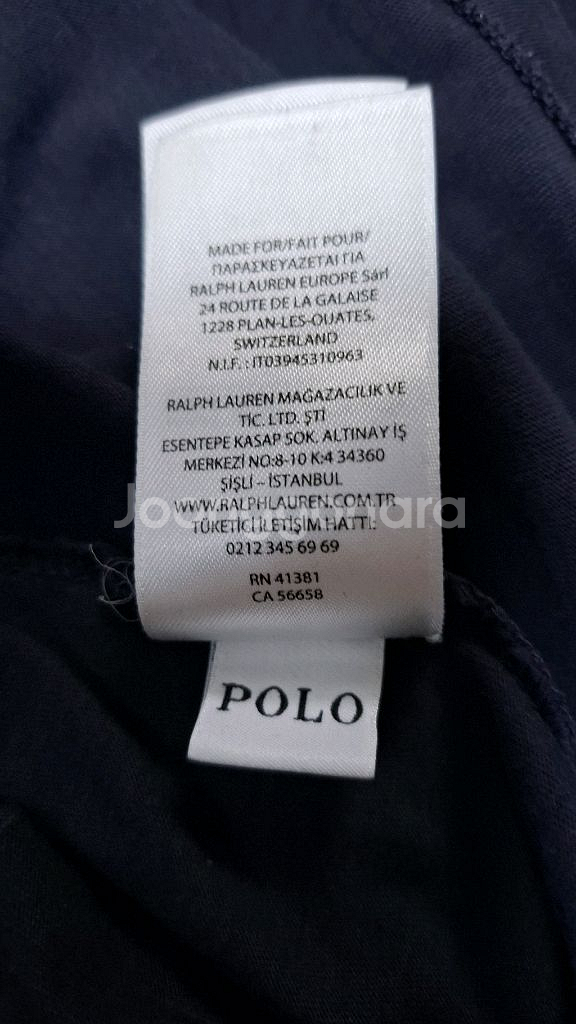 MADE FOR/FAIT POUR/
ΠΑΡΑΣΚΕΥΑΖΕΤΑΙ ΓΙΑ
RALPH LAUREN EUROPE Sárl
24 ROUTE DE LA GALAISE
1228 PLAN-LES-OUATES,
SWITZERLAND
N.I.F. : IT03945310963
RALPH LAUREN MAĞAZACILIK VE
TİC. LTD. ŞTİ
ESENTEPE KASAP SOK. ALTINAY İŞ
MERKEZİ NO:8-10 K:4 34360
ŞİŞLİ – İSTANBUL
WWW.RALPHLAUREN.COM.TR
TÜKETİCİ İLETİŞİM HATTI:
0212 345 69 69
RN 41381
CA 56658
POLO